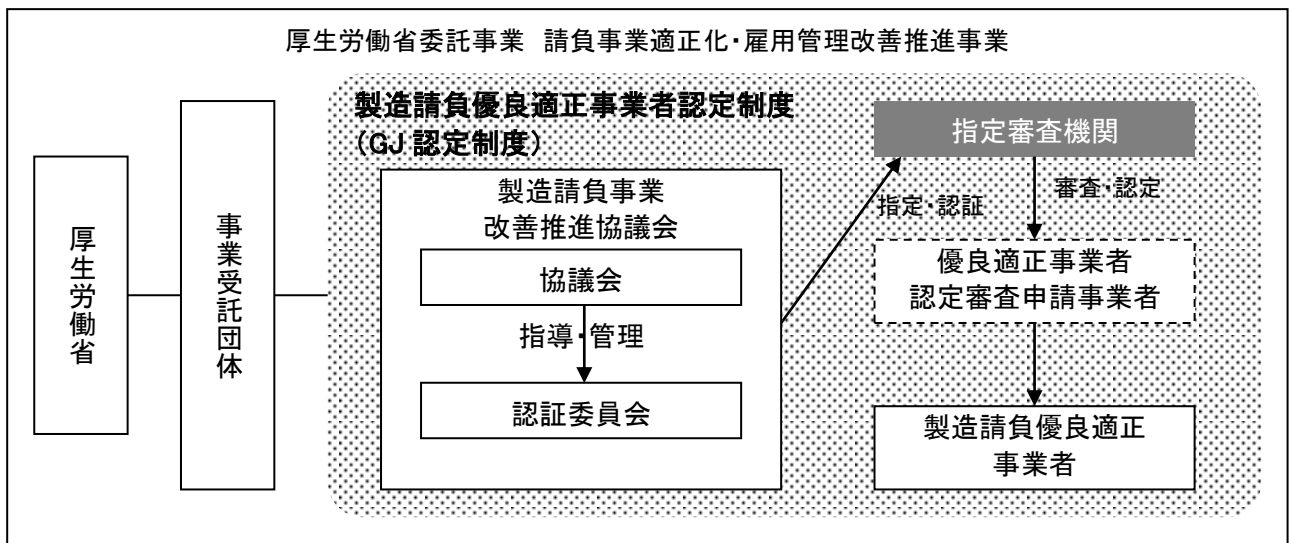 厚生労働省委託事業 請負事業適正化・雇用管理改善推進事業
厚生労働省
事業受託団体
製造請負優良適正事業者認定制度
（GJ 認定制度）
製造請負事業
改善推進協議会
協議会
指導・管理
認証委員会
指定・認証
指定審査機関
審査・認定
優良適正事業者
認定審査申請事業者
製造請負優良適正
事業者